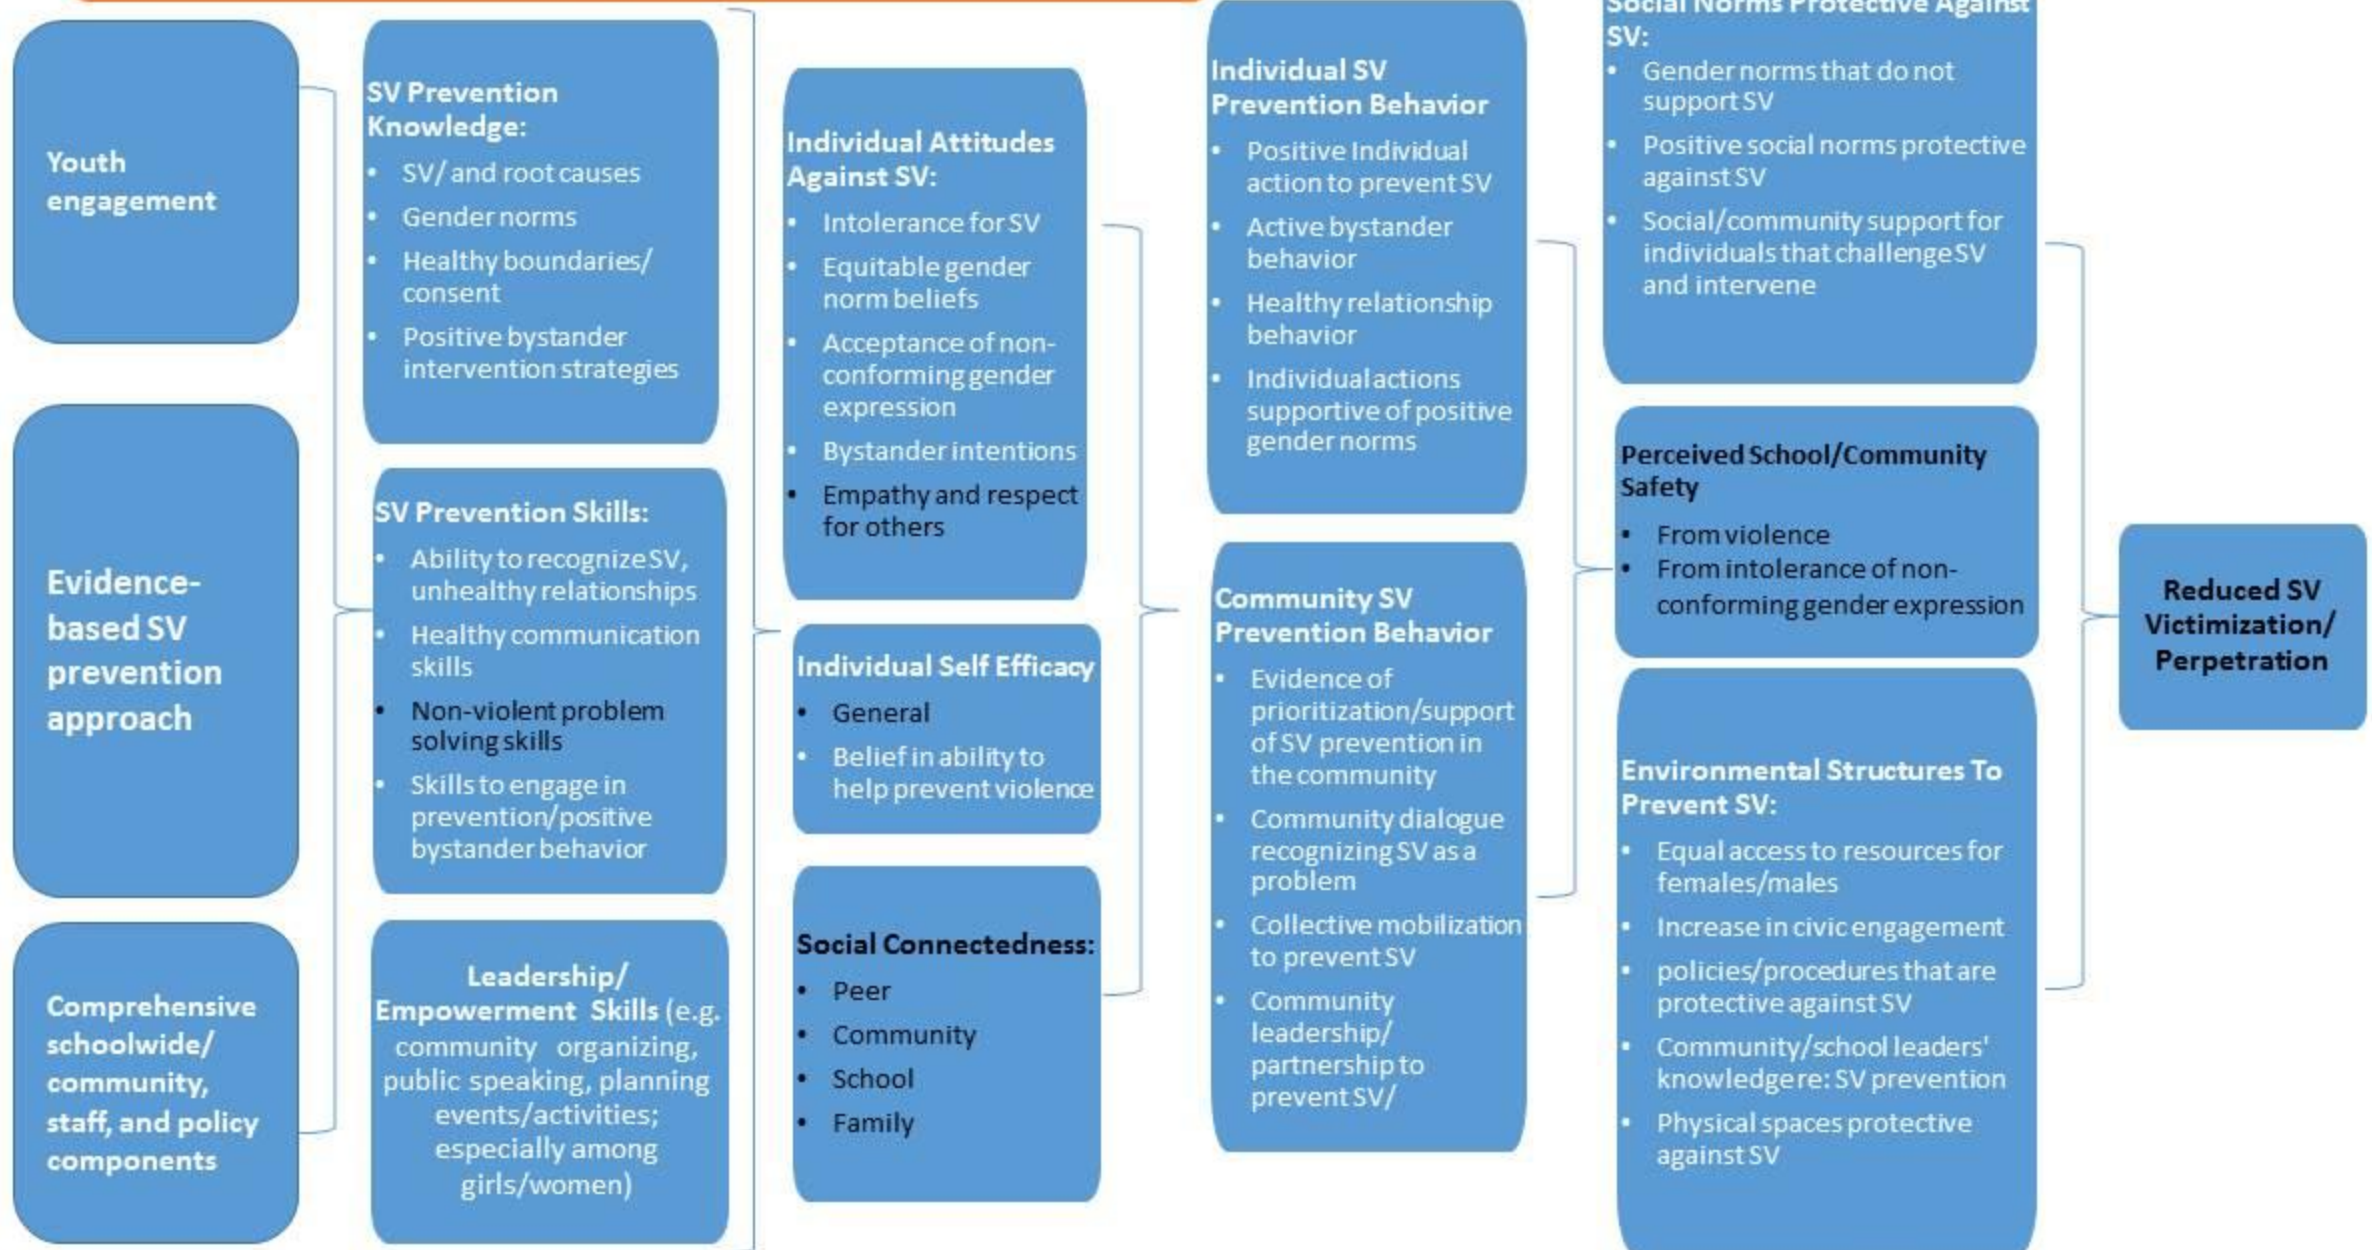 Youth
engagement
Evidence-
based SV
prevention
approach
Comprehensive
schoolwide/
community,
staff, and policy
components
SV Prevention
Knowledge:
• SV/ and root causes
• Gender norms
• Healthy boundaries/
consent
• Positive bystander
intervention strategies
SV Prevention Skills:
• Ability to recognize SV,
unhealthy relationships
• Healthy communication
skills
• Non-violent problem
solving skills
• Skills to engage in
prevention/positive
bystander behavior
Leadership/
Empowerment Skills (e.g.
community organizing,
public speaking, planning
events/activities;
especially among
girls/women)
Individual Attitudes
Against SV:
• Intolerance for SV
• Equitable gender
norm beliefs
• Acceptance of non-
conforming gender
expression
• Bystander intentions
• Empathy and respect
for others
Individual Self Efficacy
• General
• Belief in ability to
help prevent violence
Social Connectedness:
• Peer
• Community
• School
• Family
Individual SV
Prevention Behavior
• Positive Individual
action to prevent SV
• Active bystander
behavior
• Healthy relationship
behavior
• Individual actions
supportive of positive
gender norms
Community SV
Prevention Behavior
• Evidence of
prioritization/support
of SV prevention in
the community
• Community dialogue
recognizing SV as a
problem
• Collective mobilization
to prevent SV
• Community
leadership/
partnership to
prevent SV/
Social Norms Protective Against
SV:
• Gender norms that do not
support SV
• Positive social norms protective
against SV
• Social/community support for
individuals that challenge SV
and intervene
Perceived School/Community
Safety
• From violence
• From intolerance of non-
conforming gender expression
Environmental Structures To
Prevent SV:
• Equal access to resources for
females/males
• Increase in civic engagement
• policies/procedures that are
protective against SV
• Community/school leaders'
knowledge re: SV prevention
• Physical spaces protective
against SV
Reduced SV
Victimization/
Perpetration